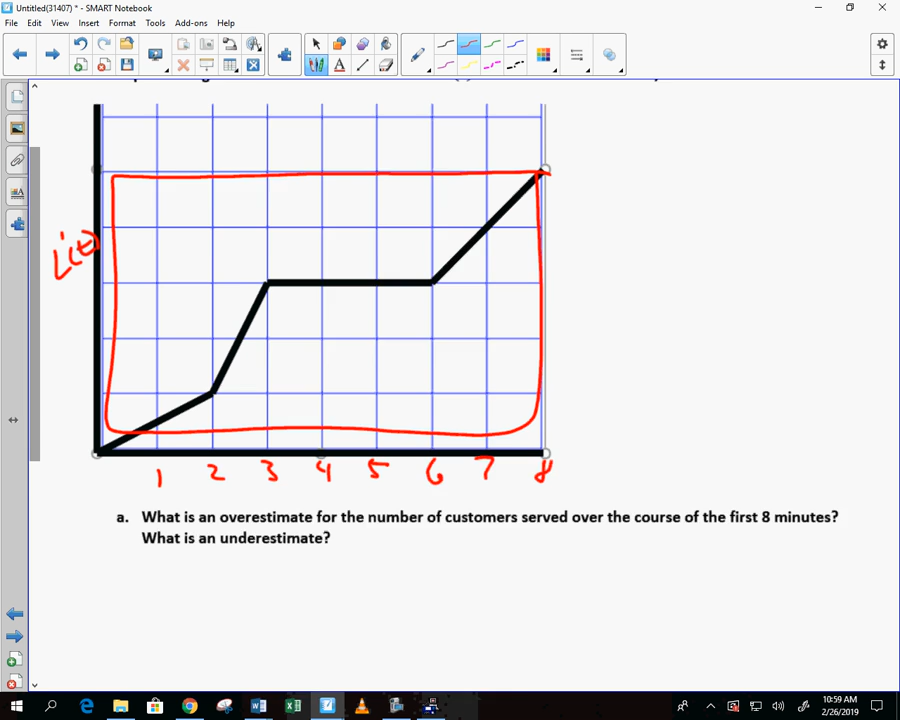 Untitled(31407) * - SMART Notebook
File Edit View Insert Format Tools Add-ons Help
L'(t)
1 2 3 4 5 6 7 8
a. What is an overestimate for the number of customers served over the course of the first 8 minutes?
What is an underestimate?
10:59 AM
2/26/2019